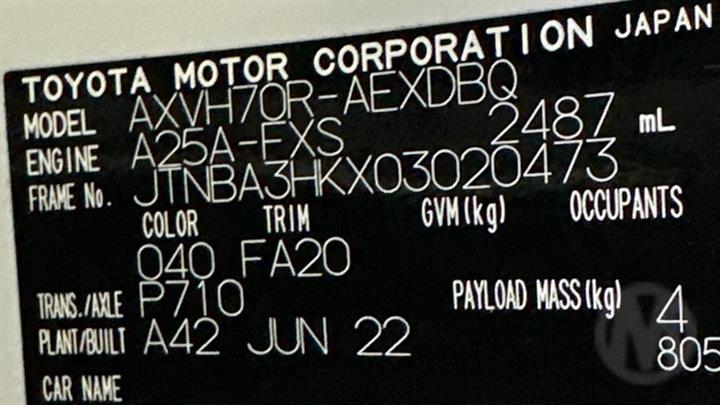 TOYOTA MOTOR CORPORATION JAPAN
MODEL AXVH70R-AEXDBQ
ENGINE A25A-FXS 2487 mL
FRAME No. JTNBA3HKX03020473
COLOR TRIM GVM(kg) OCCUPANTS
040 FA20
TRANS./AXLE P710 PAYLOAD MASS(kg) 4
PLANT/BUILT A42 JUN 22 805
CAR NAME